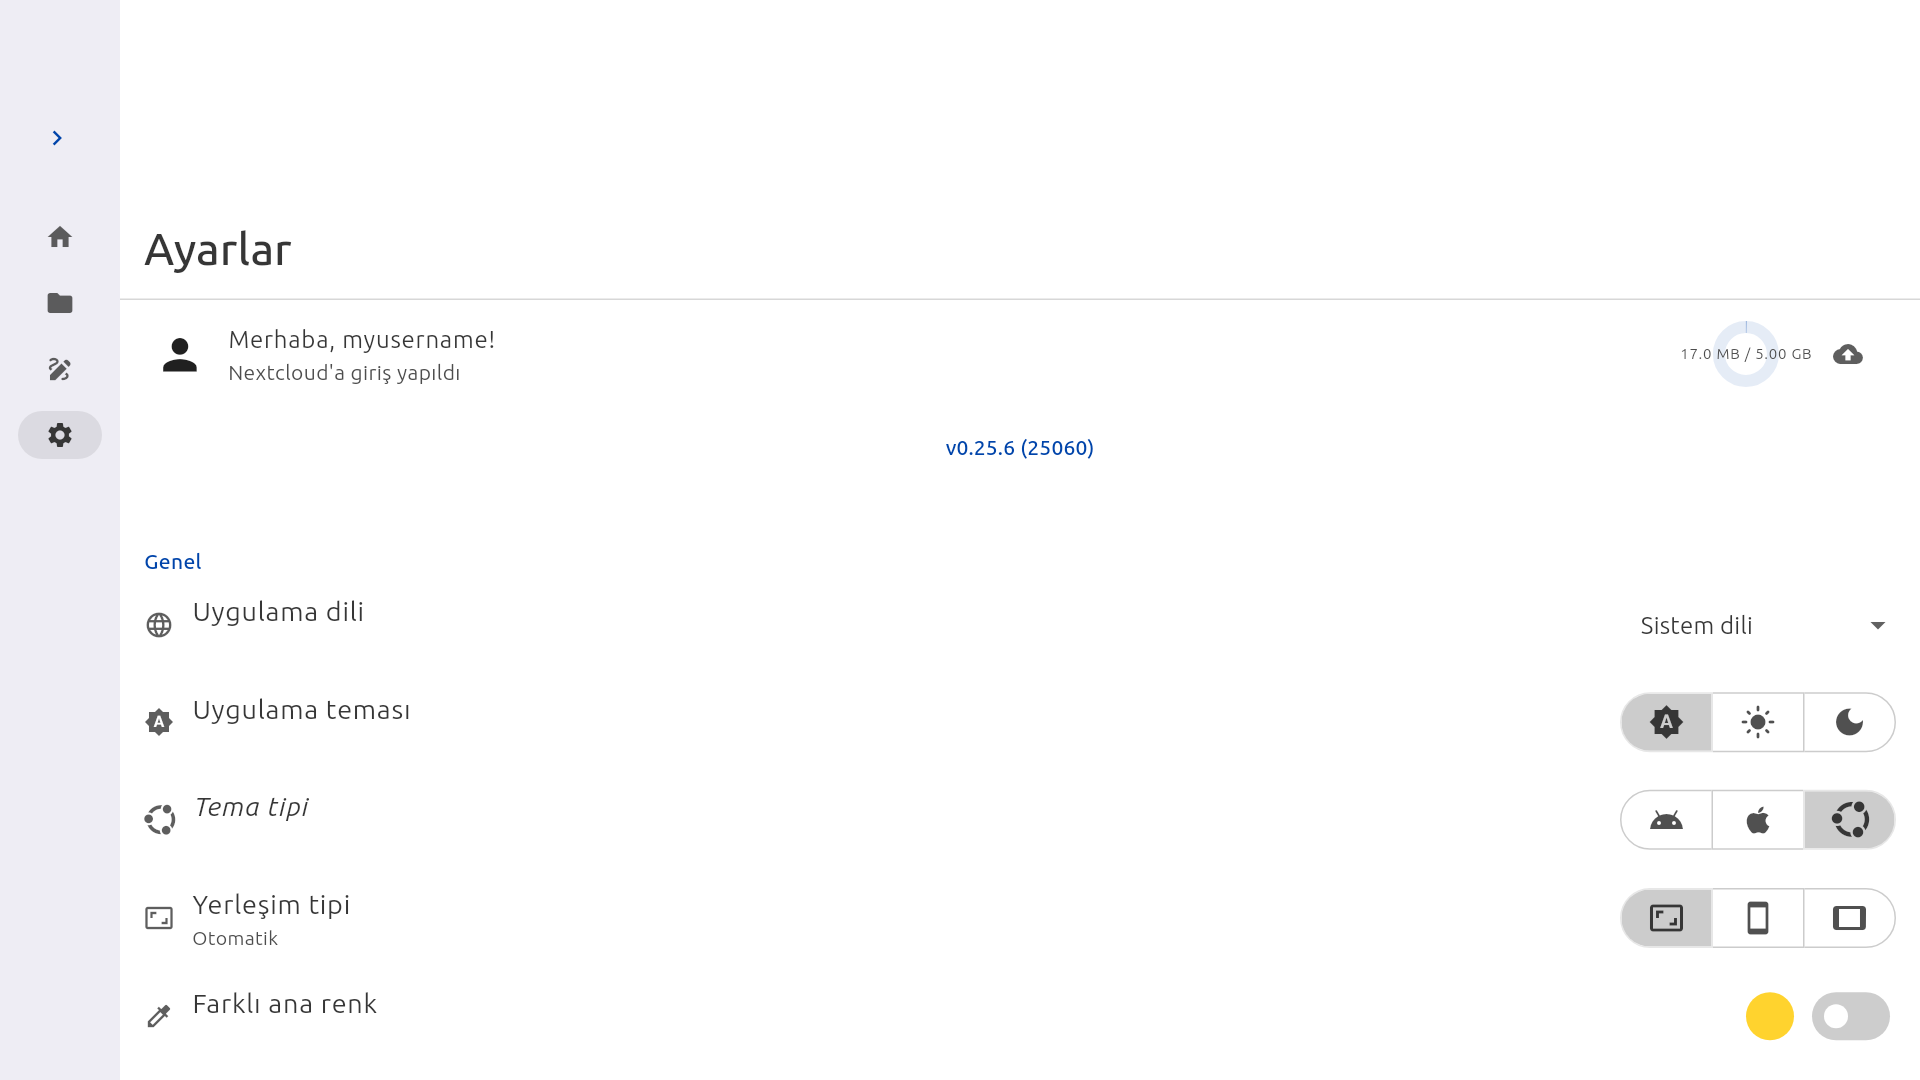 Ayarlar
Merhaba, myusername!
Nextcloud'a giriş yapıldı
17.0 MB / 5.00 GB
v0.25.6 (25060)
Genel
Uygulama dili
Sistem dili
Uygulama teması
Tema tipi
Yerleşim tipi
Otomatik
Farklı ana renk